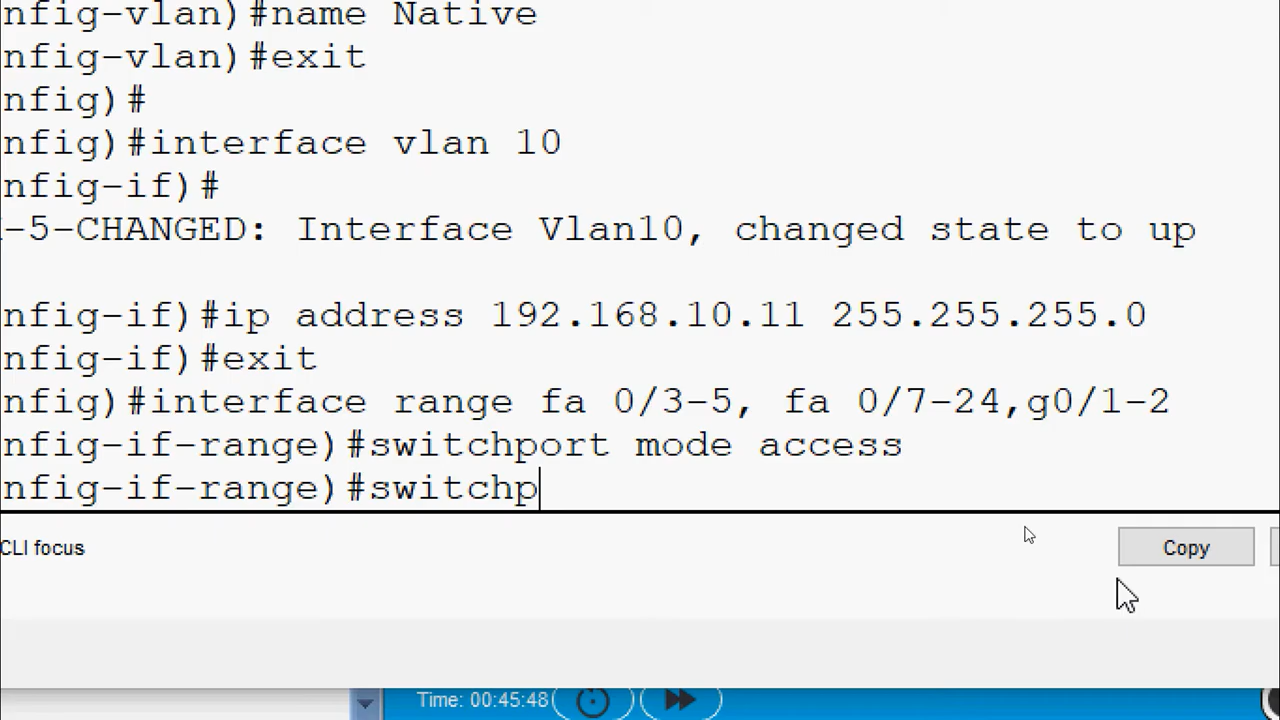 nfig-vlan)#name Native
nfig-vlan)#exit
nfig)#
nfig)#interface vlan 10
nfig-if)#
-5-CHANGED: Interface Vlan10, changed state to up
nfig-if)#ip address 192.168.10.11 255.255.255.0
nfig-if)#exit
nfig)#interface range fa 0/3-5, fa 0/7-24,g0/1-2
nfig-if-range)#switchport mode access
nfig-if-range)#switchp
CLI focus
Copy
Time: 00:45:48